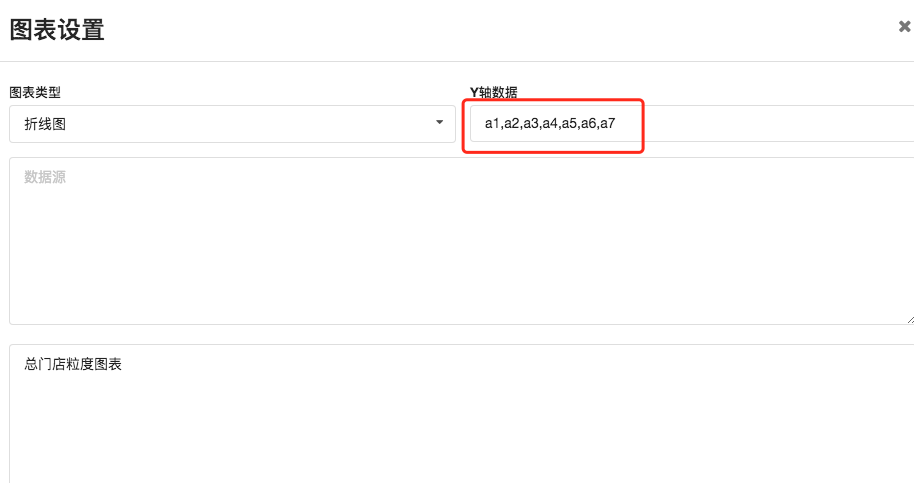 图表设置
图表类型
Y轴数据
折线图
a1,a2,a3,a4,a5,a6,a7
数据源
总门店粒度图表